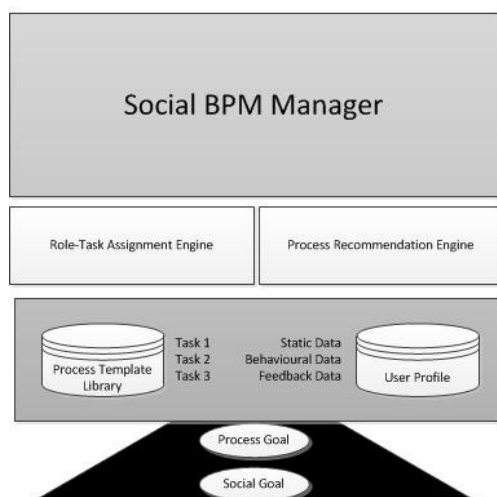 Social BPM Manager
Role-Task Assignment Engine
Process Recommendation Engine
Process Template
Library
Task 1
Task 2
Task 3
Static Data
Behavioural Data
Feedback Data
User Profile
Process Goal
Social Goal